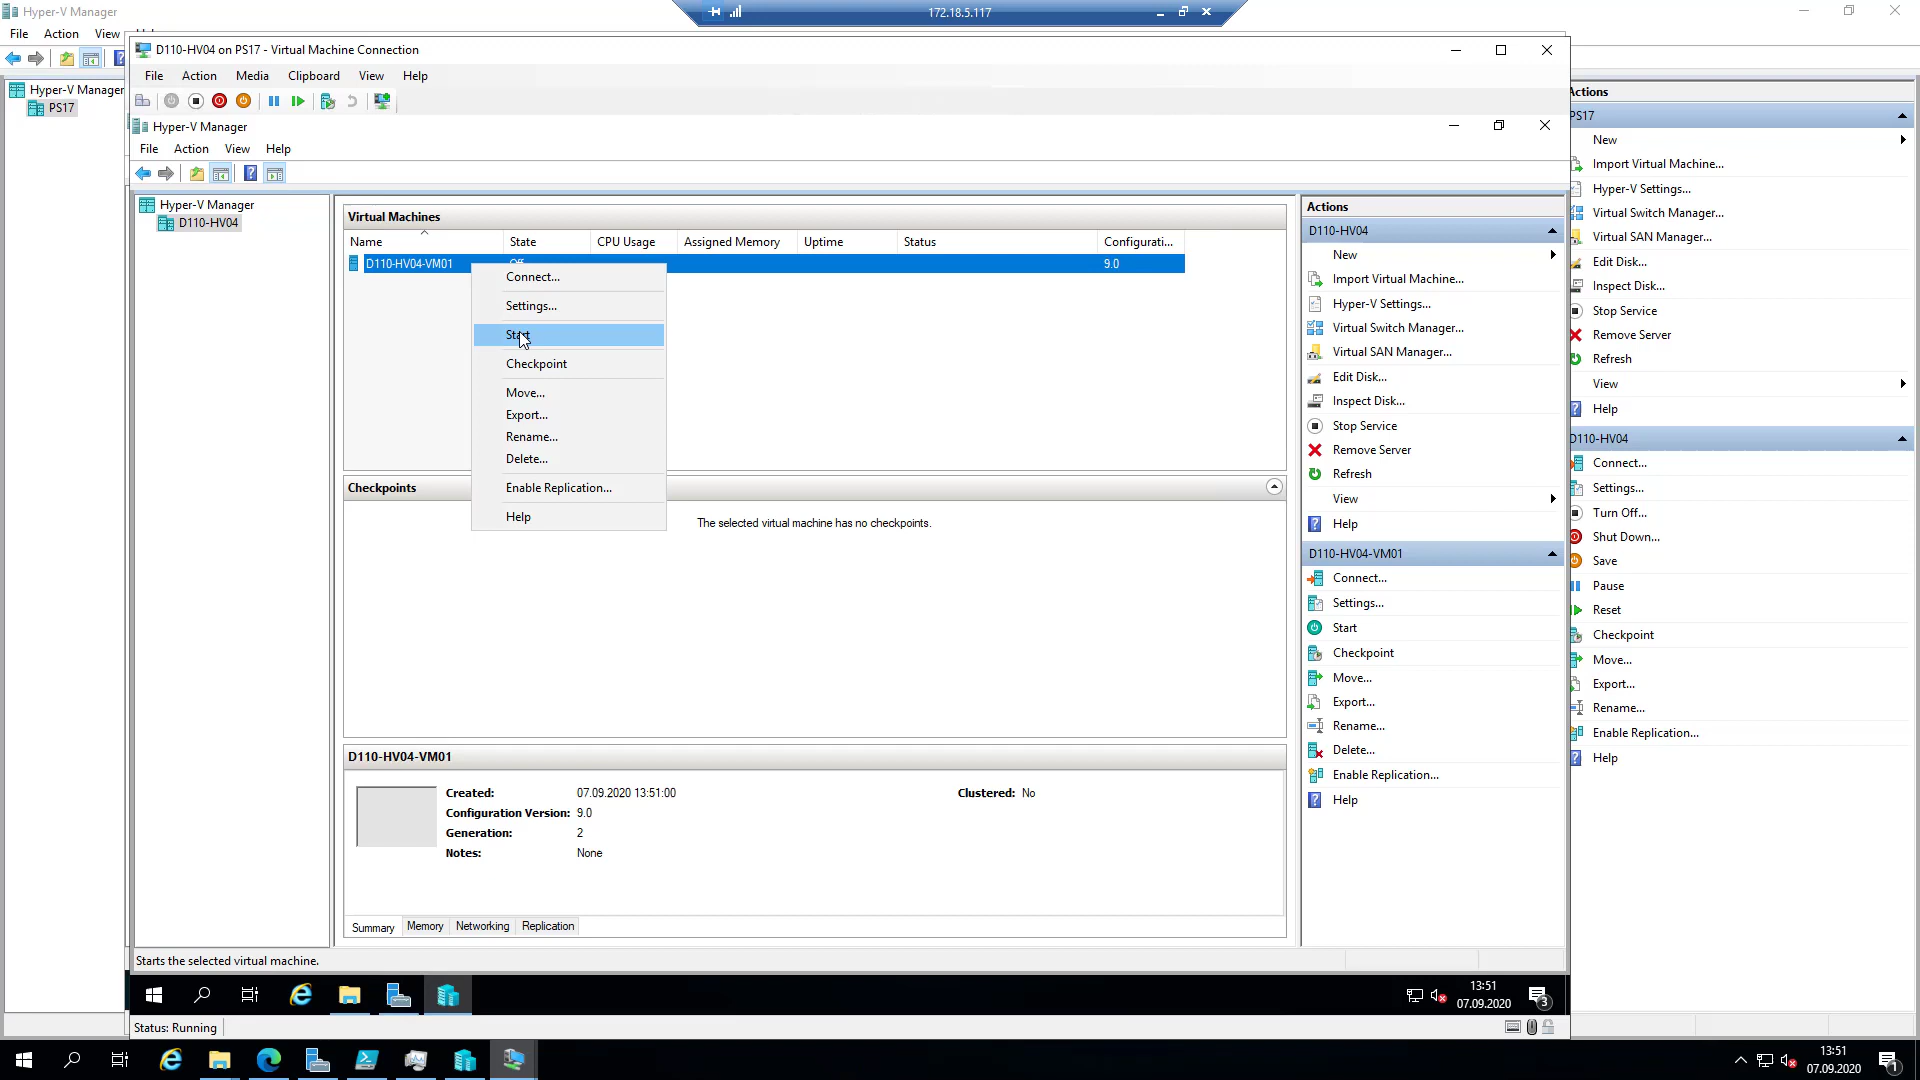 Hyper-V Manager
File Action View
172.18.5.117
Hyper-V Manager
PS17
D110-HV04 on PS17 - Virtual Machine Connection
File Action Media Clipboard View Help
Hyper-V Manager
File Action View Help
Hyper-V Manager
D110-HV04
Virtual Machines
Name State CPU Usage Assigned Memory Uptime Status Configurati...
D110-HV04-VM01 Off 9.0
Connect...
Settings...
Start
Checkpoint
Move...
Export...
Rename...
Delete...
Enable Replication...
Help
Checkpoints
The selected virtual machine has no checkpoints.
D110-HV04-VM01
Created: 07.09.2020 13:51:00 Clustered: No
Configuration Version: 9.0
Generation: 2
Notes: None
Summary Memory Networking Replication
Starts the selected virtual machine.
Actions
D110-HV04
New
Import Virtual Machine...
Hyper-V Settings...
Virtual Switch Manager...
Virtual SAN Manager...
Edit Disk...
Inspect Disk...
Stop Service
Remove Server
Refresh
View
Help
D110-HV04-VM01
Connect...
Settings...
Start
Checkpoint
Move...
Export...
Rename...
Delete...
Enable Replication...
Help
13:51
07.09.2020
3
Status: Running
Actions
PS17
New
Import Virtual Machine...
Hyper-V Settings...
Virtual Switch Manager...
Virtual SAN Manager...
Edit Disk...
Inspect Disk...
Stop Service
Remove Server
Refresh
View
Help
D110-HV04
Connect...
Settings...
Turn Off...
Shut Down...
Save
Pause
Reset
Checkpoint
Move...
Export...
Rename...
Enable Replication...
Help
13:51
07.09.2020
1